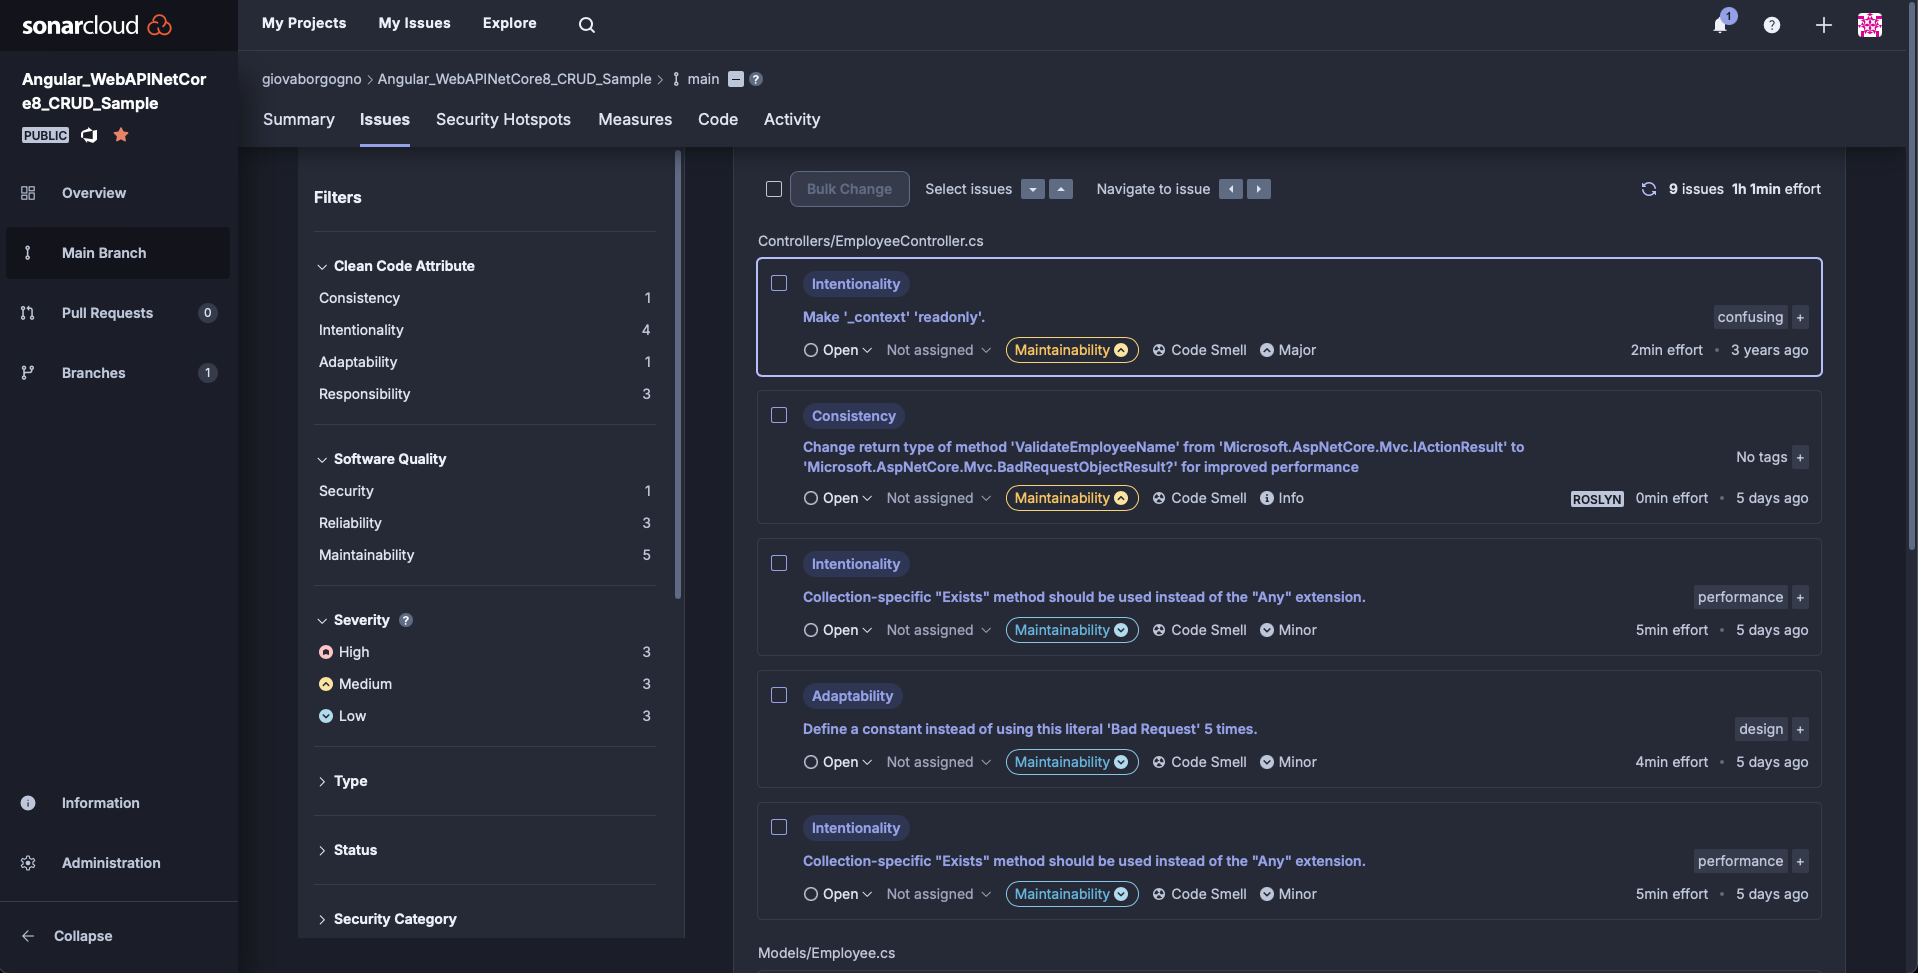 sonarcloud
My Projects My Issues Explore
1
?
Angular_WebAPINetCor
e8_CRUD_Sample
PUBLIC
Overview
Main Branch
Pull Requests 0
Branches 1
Information
Administration
Collapse
giovaborgogno > Angular_WebAPINetCore8_CRUD_Sample > main ?
Summary Issues Security Hotspots Measures Code Activity
Filters
Clean Code Attribute
Consistency 1
Intentionality 4
Adaptability 1
Responsibility 3
Software Quality
Security 1
Reliability 3
Maintainability 5
Severity ?
High 3
Medium 3
Low 3
Type
Status
Security Category
Bulk Change Select issues Navigate to issue 9 issues 1h 1min effort
Controllers/EmployeeController.cs
Intentionality
Make '_context' 'readonly'. confusing +
Open Not assigned Maintainability Code Smell Major 2min effort • 3 years ago
Consistency
Change return type of method 'ValidateEmployeeName' from 'Microsoft.AspNetCore.Mvc.IActionResult' to
'Microsoft.AspNetCore.Mvc.BadRequestObjectResult?' for improved performance
No tags +
Open Not assigned Maintainability Code Smell Info ROSLYN 0min effort • 5 days ago
Intentionality
Collection-specific "Exists" method should be used instead of the "Any" extension. performance +
Open Not assigned Maintainability Code Smell Minor 5min effort • 5 days ago
Adaptability
Define a constant instead of using this literal 'Bad Request' 5 times. design +
Open Not assigned Maintainability Code Smell Minor 4min effort • 5 days ago
Intentionality
Collection-specific "Exists" method should be used instead of the "Any" extension. performance +
Open Not assigned Maintainability Code Smell Minor 5min effort • 5 days ago
Models/Employee.cs